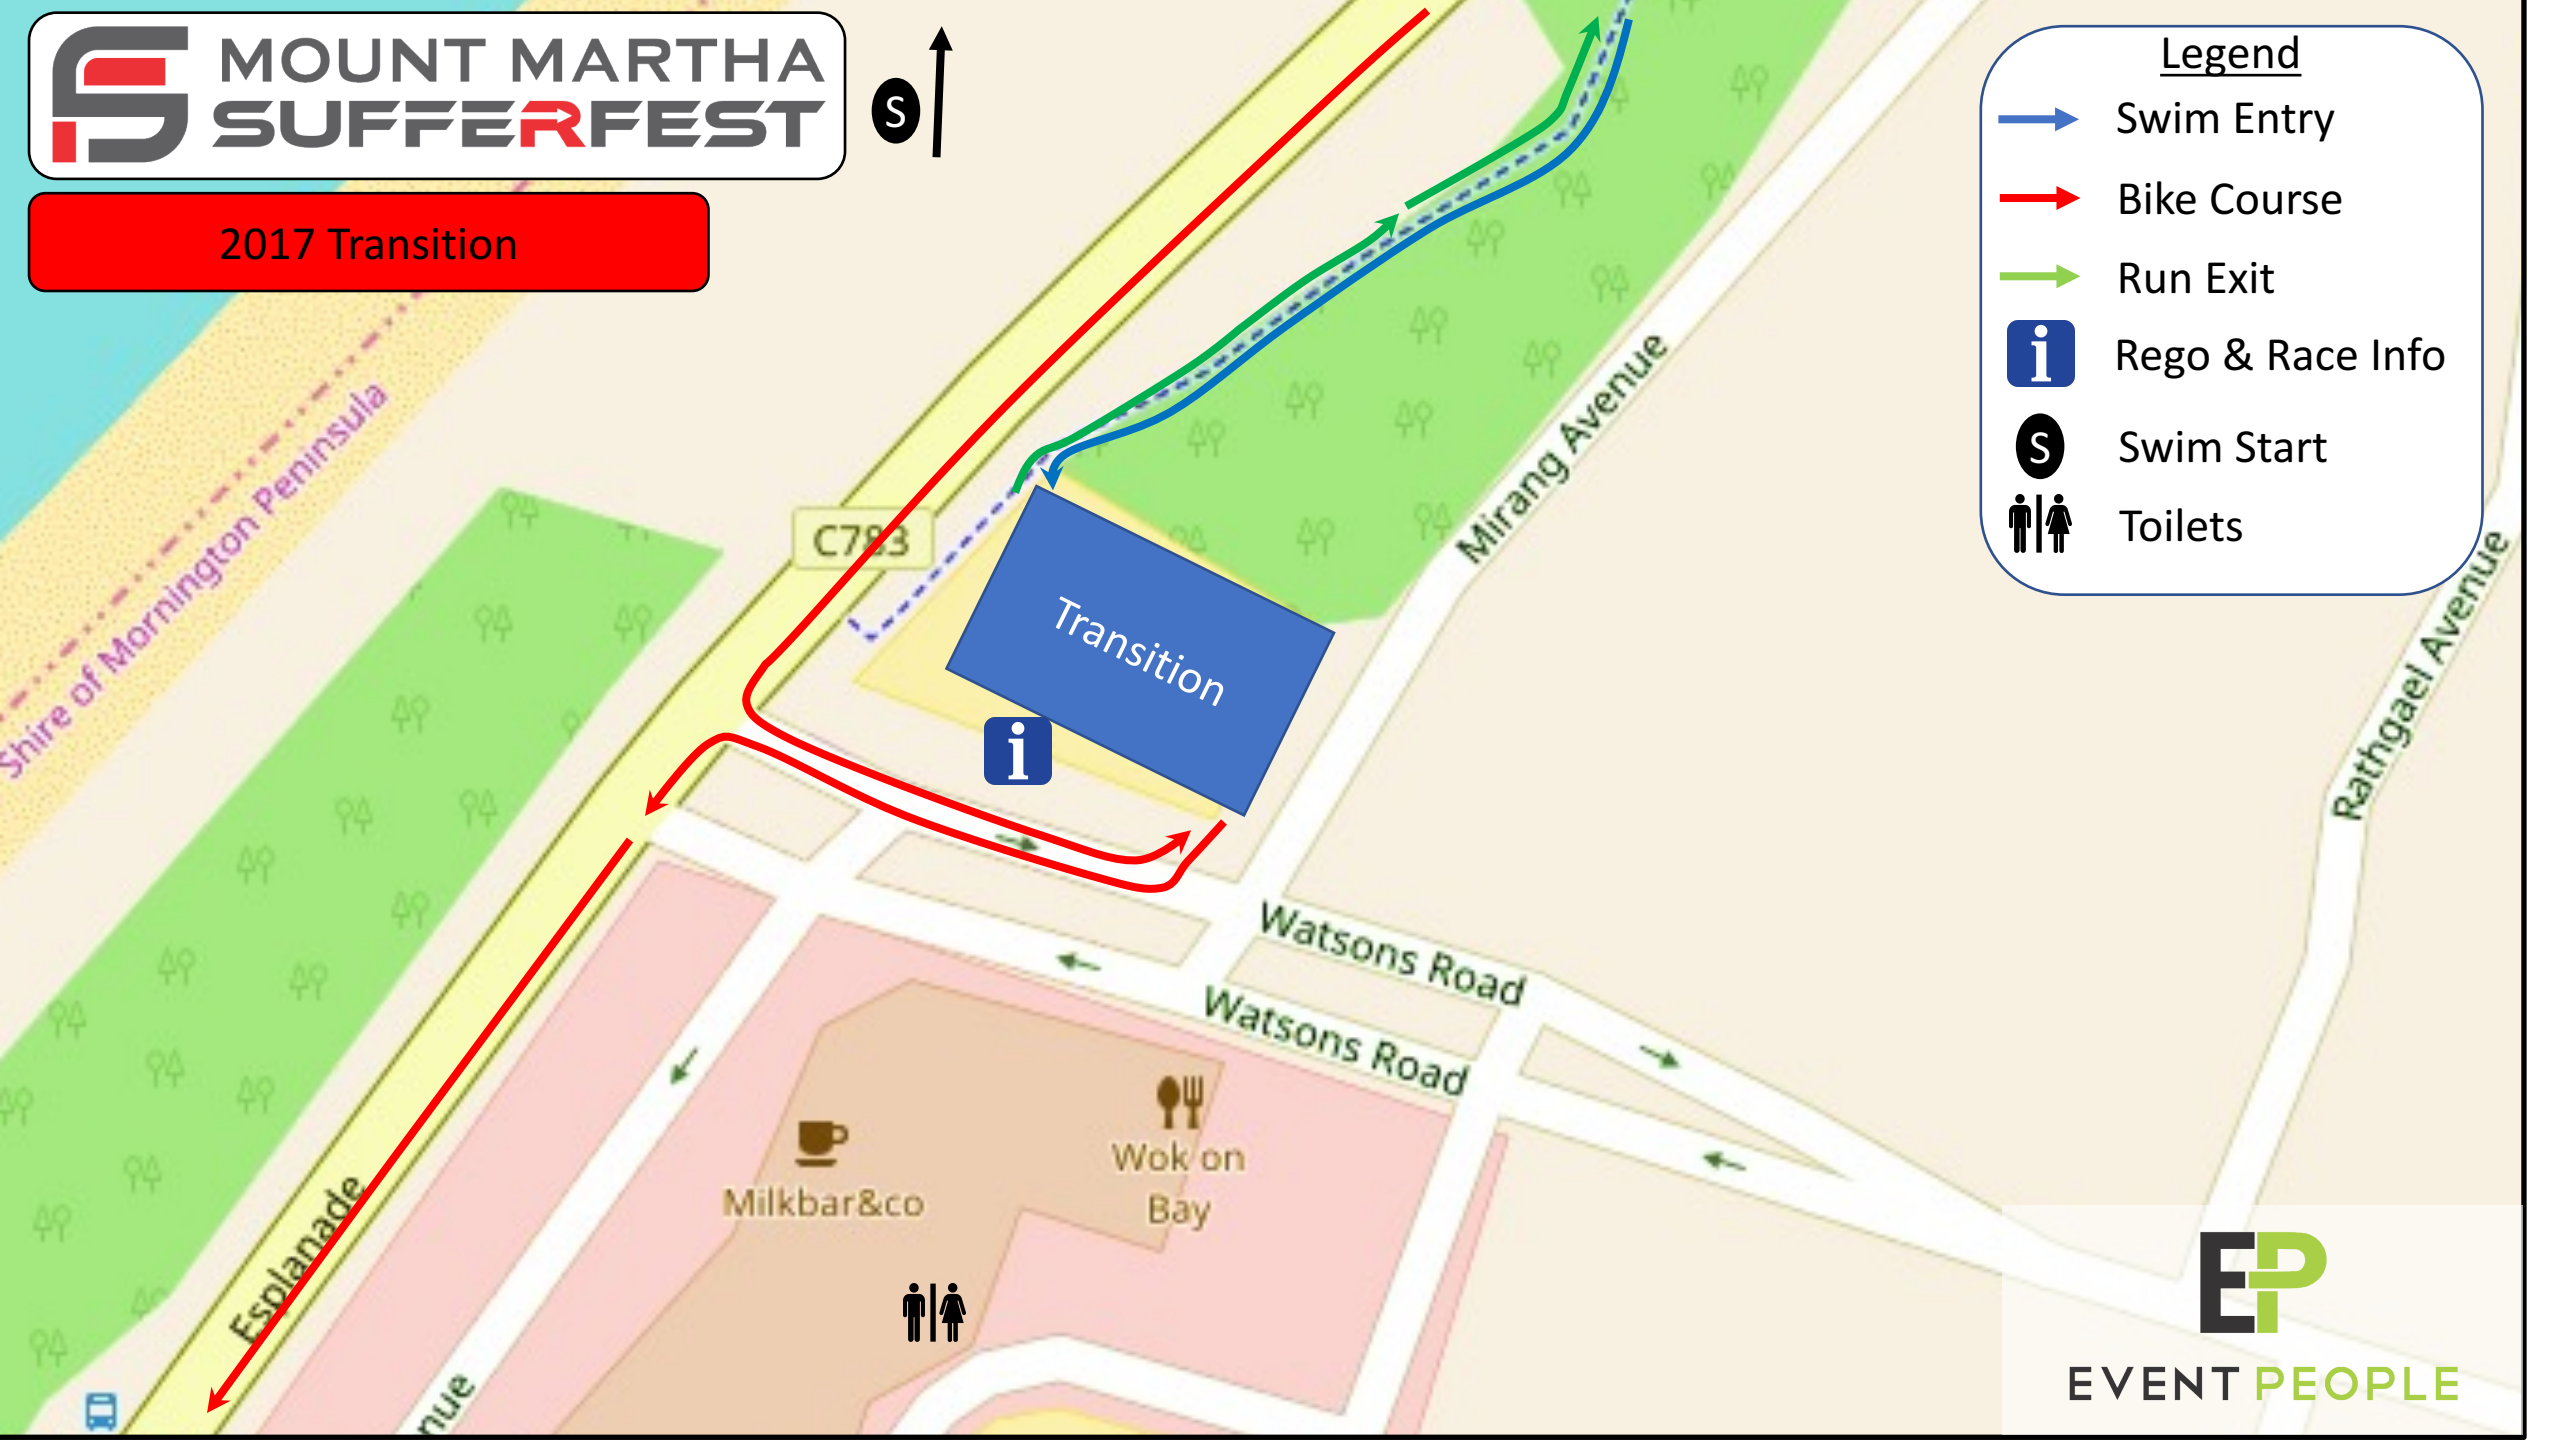 MOUNT MARTHA
SUFFERFEST
2017 Transition
S
Legend
Swim Entry
Bike Course
Run Exit
i
Rego & Race Info
S
Swim Start
Toilets
C783
Transition
i
Mirang Avenue
Rathgael Avenue
Shire of Mornington Peninsula
Watsons Road
Watsons Road
Wok on
Bay
Milkbar&co
Esplanade
nue
EP
EVENT PEOPLE